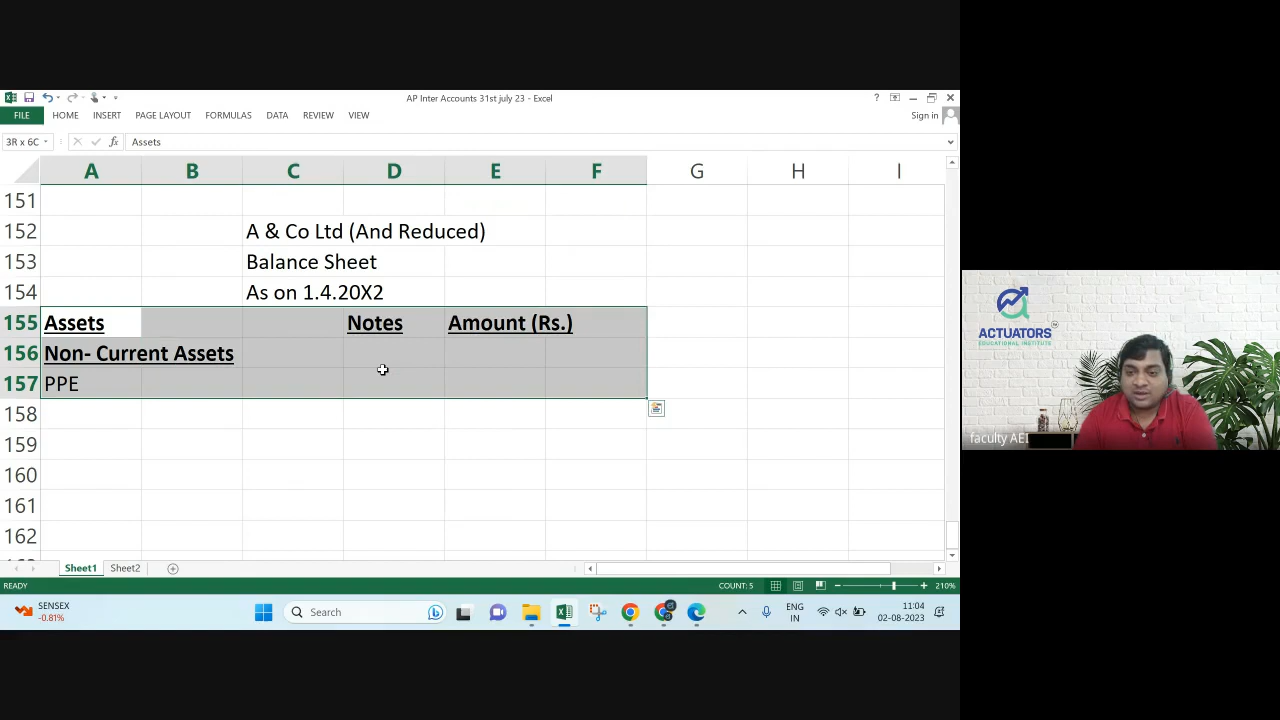 AP Inter Accounts 31st july 23 - Excel
?
FILE HOME INSERT PAGE LAYOUT FORMULAS DATA REVIEW VIEW
Sign in
3R x 6C fx Assets
A B C D E F G H I
151
152 A & Co Ltd (And Reduced)
153 Balance Sheet
154 As on 1.4.20X2
155 Assets Notes Amount (Rs.)
156 Non- Current Assets
157 PPE
158
159
160
161
162
Sheet1 Sheet2
READY COUNT: 5 210%
SENSEX
-0.81%
Search
ENG
IN
11:04
02-08-2023
ACTUATORS
EDUCATIONAL INSTITUTE
faculty AEI